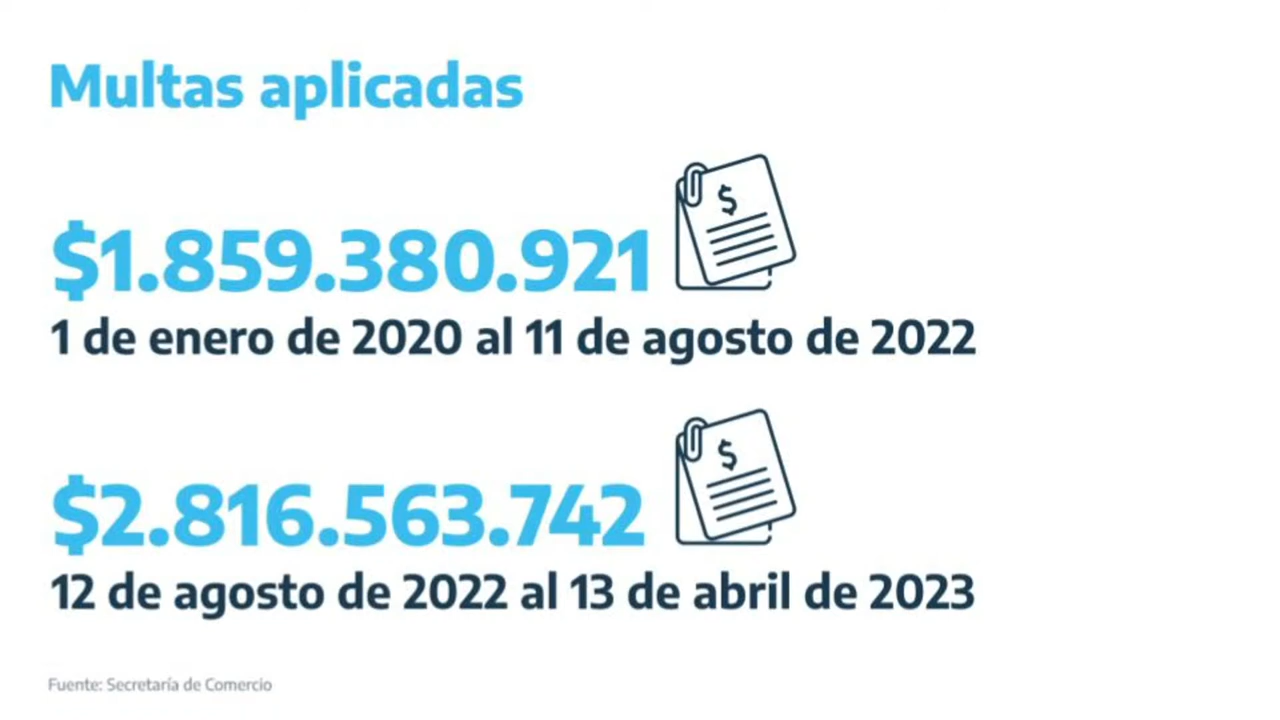 Multas aplicadas
$1.859.380.921
1 de enero de 2020 al 11 de agosto de 2022
$2.816.563.742
12 de agosto de 2022 al 13 de abril de 2023
Fuente: Secretaría de Comercio